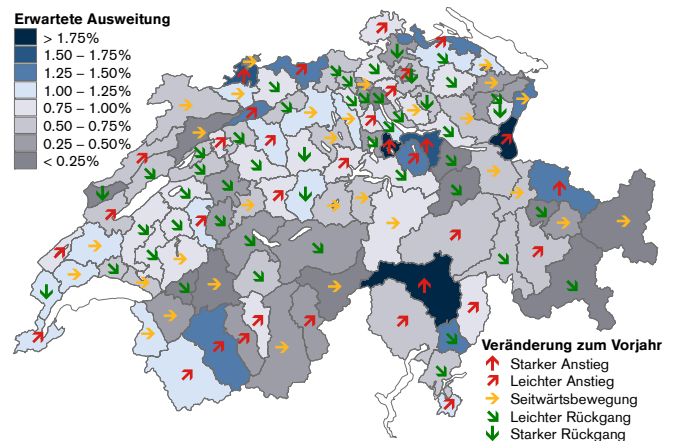 Erwartete Ausweitung
> 1.75%
1.50 – 1.75%
1.25 – 1.50%
1.00 – 1.25%
0.75 – 1.00%
0.50 – 0.75%
0.25 – 0.50%
< 0.25%
Veränderung zum Vorjahr
Starker Anstieg
Leichter Anstieg
Seitwärtsbewegung
Leichter Rückgang
Starker Rückgang